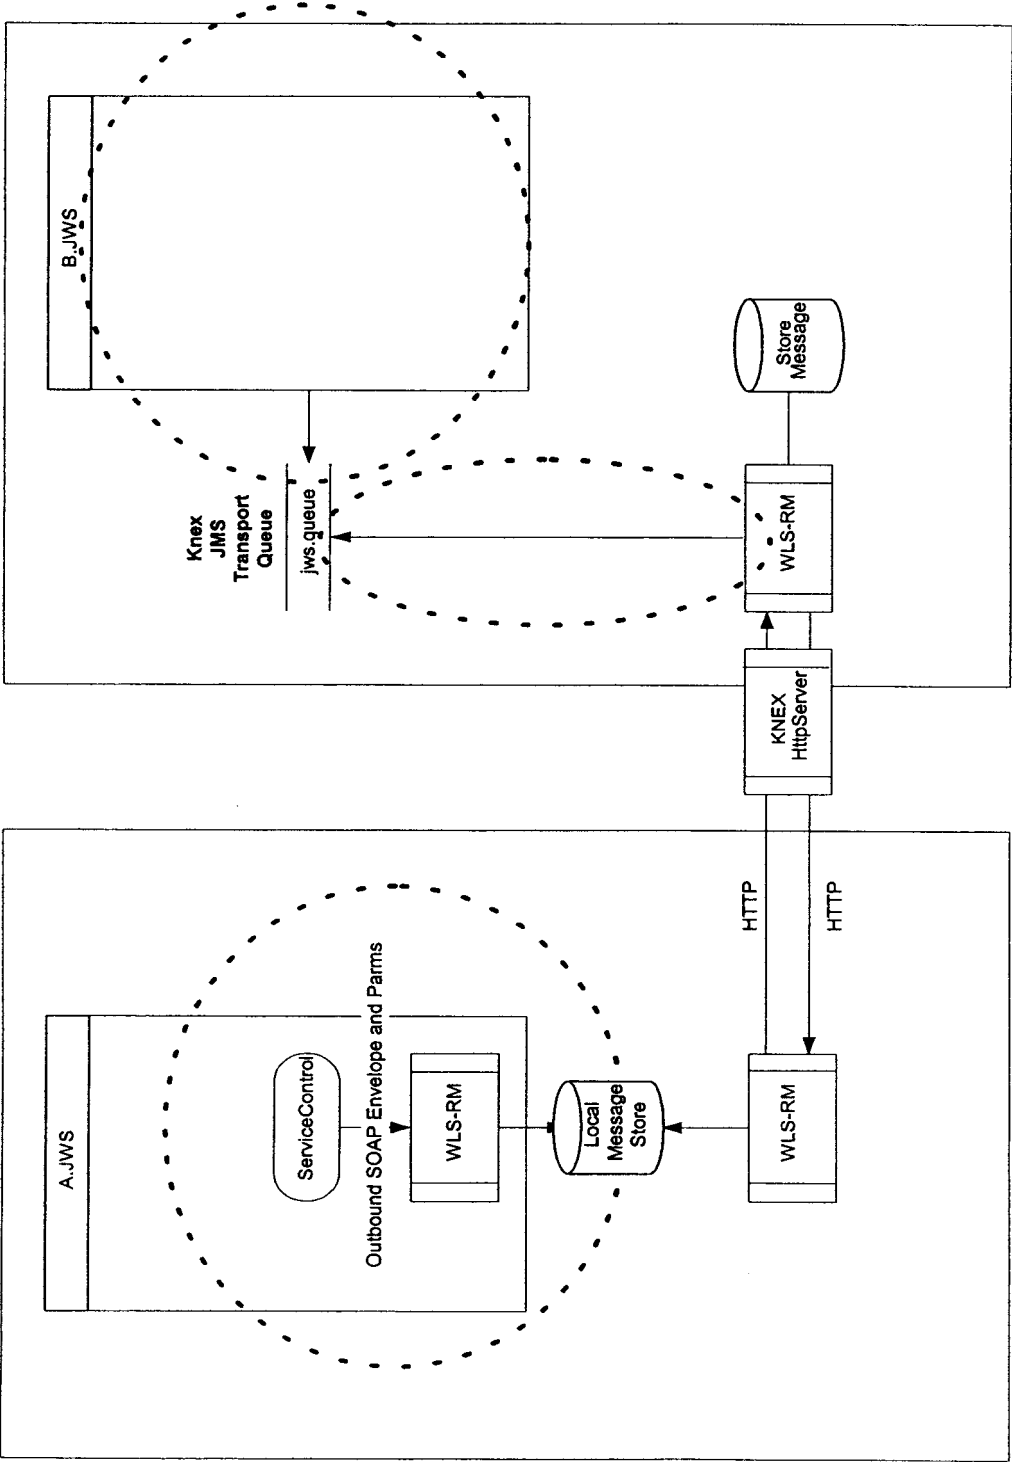 A.JWS
ServiceControl
Outbound SOAP Envelope and Parms
WLS-RM
Local
Message
Store
WLS-RM
HTTP
HTTP
KNEX
HttpServer
B.JWS
Knex
JMS
Transport
Queue
jws.queue
WLS-RM
Store
Message